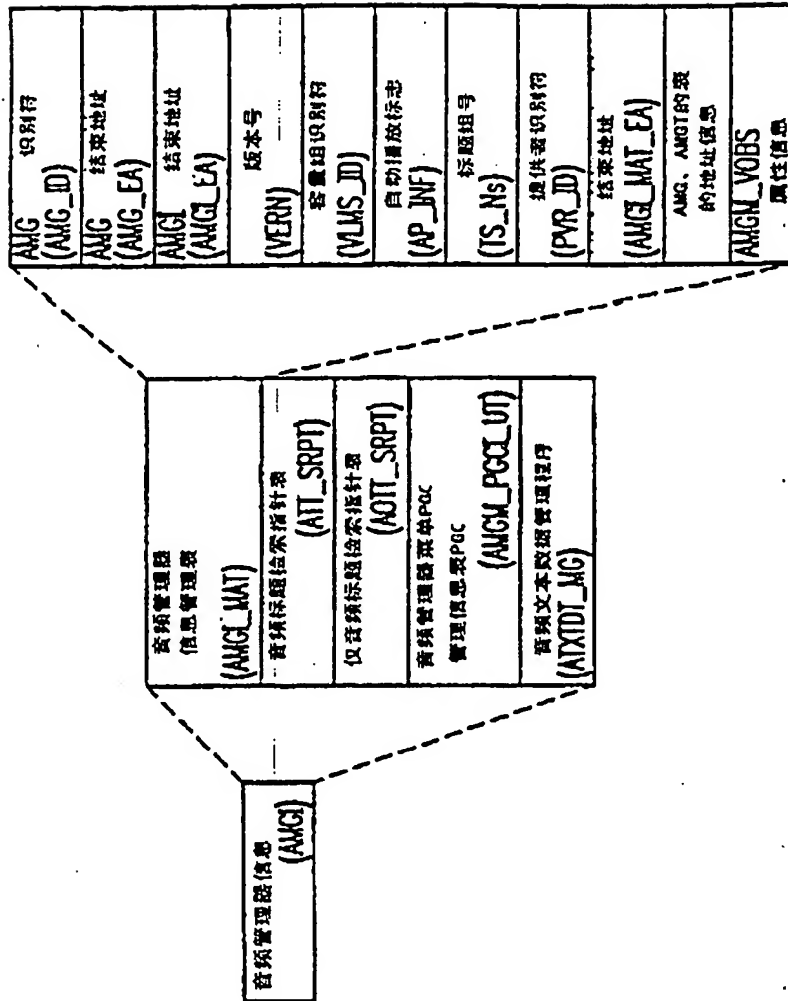 音频管理器信息
(AMGI)
音频管理器
信息管理表
(AMGI_MAT)
音频标题检索指针表
(ATT_SRPT)
仅音频标题检索指针表
(AOTT_SRPT)
音频管理器菜单PGC
管理信息表PGC
(AMGM_PGCI_UT)
音频文本数据管理程序
(ATXTDT_MG)
AMG 识别符
(AMG_ID)
AMG 结束地址
(AMG_EA)
AMGI 结束地址
(AMGI_EA)
版本号
(VERN)
容量组识别符
(VLMS_ID)
自动播放标志
(AP_INF)
标题组号
(TS_Ns)
提供者识别符
(PVR_ID)
结束地址
(AMGI_MAT_EA)
AMG、AMGT的表
的地址信息
AMGM_VOBS
属性信息